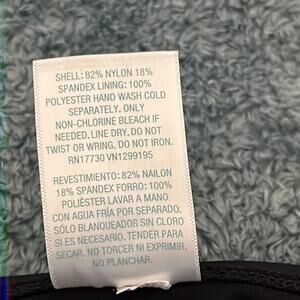 SHELL: 82% NYLON 18%
SPANDEX LINING: 100%
POLYESTER HAND WASH COLD
SEPARATELY. ONLY
NON-CHLORINE BLEACH IF
NEEDED. LINE DRY. DO NOT
TWIST OR WRING. DO NOT IRON.
RN17730 VN1299195
REVESTIMIENTO: 82% NAILON
18% SPANDEX FORRO: 100%
POLIÉSTER LAVAR A MANO
CON AGUA FRÍA POR SEPARADO.
SÓLO BLANQUEADOR SIN CLORO
SI ES NECESARIO. TENDER PARA
SECAR. NO TORCER NI EXPRIMIR.
NO PLANCHAR.